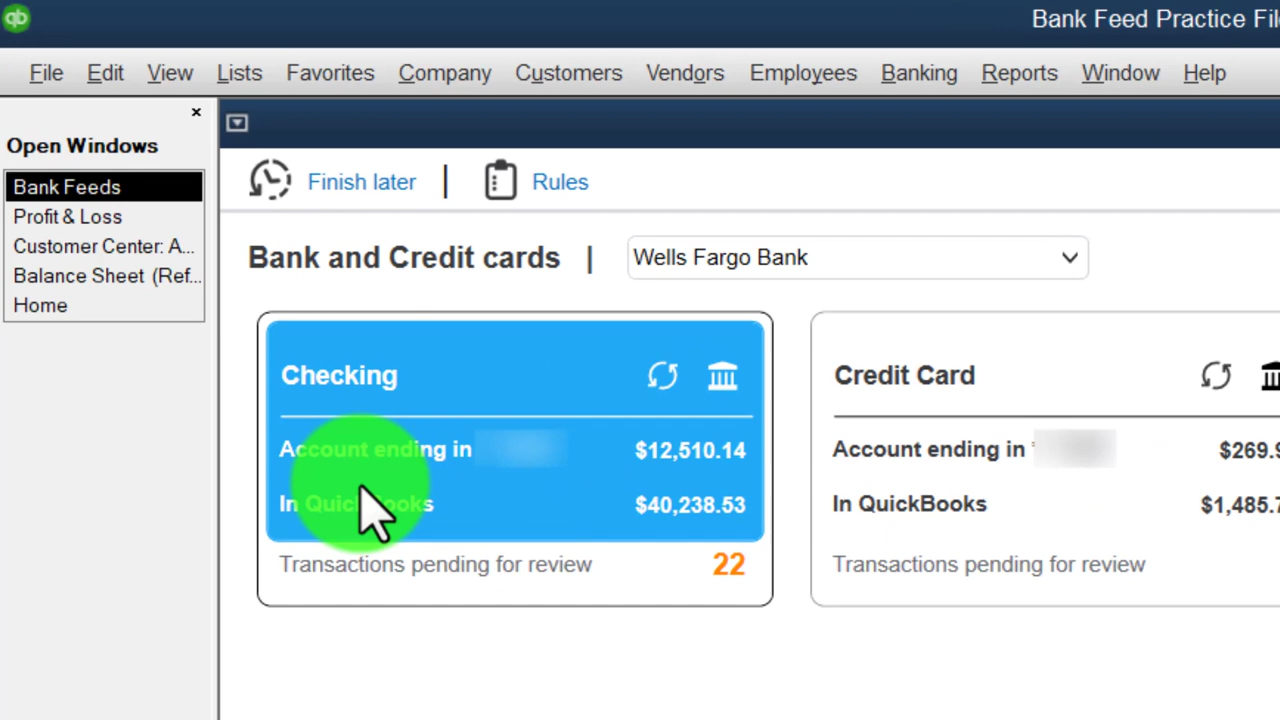 qb
Bank Feed Practice
File Edit View Lists Favorites Company Customers Vendors Employees Banking Reports Window Help
Open Windows
Bank Feeds
Profit & Loss
Customer Center: A...
Balance Sheet (Ref...
Home
Finish later | Rules
Bank and Credit cards | Wells Fargo Bank
Checking
Account ending in $12,510.14
In QuickBooks $40,238.53
Transactions pending for review 22
Credit Card
Account ending in $269.9
In QuickBooks $1,485.7
Transactions pending for review